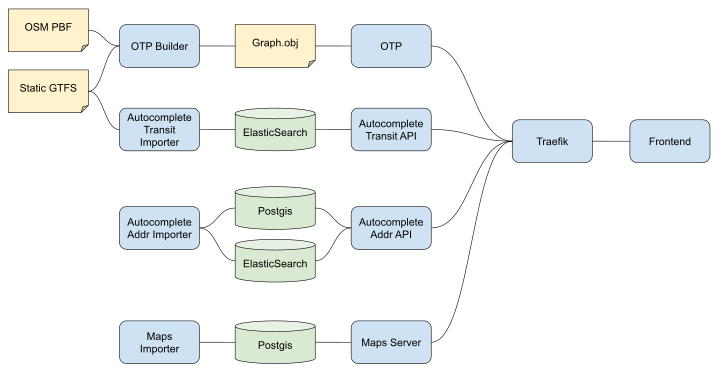 OSM PBF
OTP Builder
Graph.obj
OTP
Static GTFS
Autocomplete
Transit
Importer
ElasticSearch
Autocomplete
Transit API
Traefik
Frontend
Autocomplete
Addr Importer
Postgis
ElasticSearch
Autocomplete
Addr API
Maps
Importer
Postgis
Maps Server